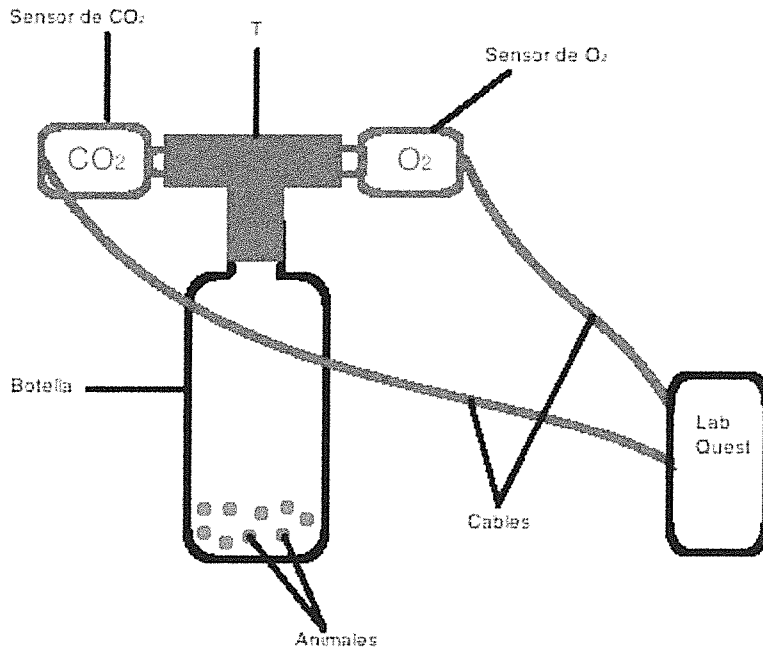 Sensor de CO₂
T
Sensor de O₂
CO₂
O₂
Botella
Lab
Quest
Cables
Animales